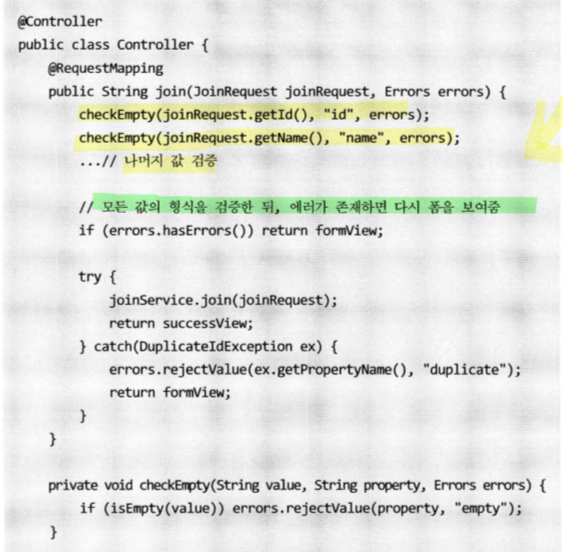 @Controller
public class Controller {
@RequestMapping
public String join(JoinRequest joinRequest, Errors errors) {
checkEmpty(joinRequest.getId(), "id", errors);
checkEmpty(joinRequest.getName(), "name", errors);
...// 나머지 값 검증
// 모든 값의 형식을 검증한 뒤, 에러가 존재하면 다시 폼을 보여줌
if (errors.hasErrors()) return formView;
try {
joinService.join(joinRequest);
return successView;
} catch(DuplicateIdException ex) {
errors.rejectValue(ex.getPropertyName(), "duplicate");
return formView;
}
}
private void checkEmpty(String value, String property, Errors errors) {
if (isEmpty(value)) errors.rejectValue(property, "empty");
}